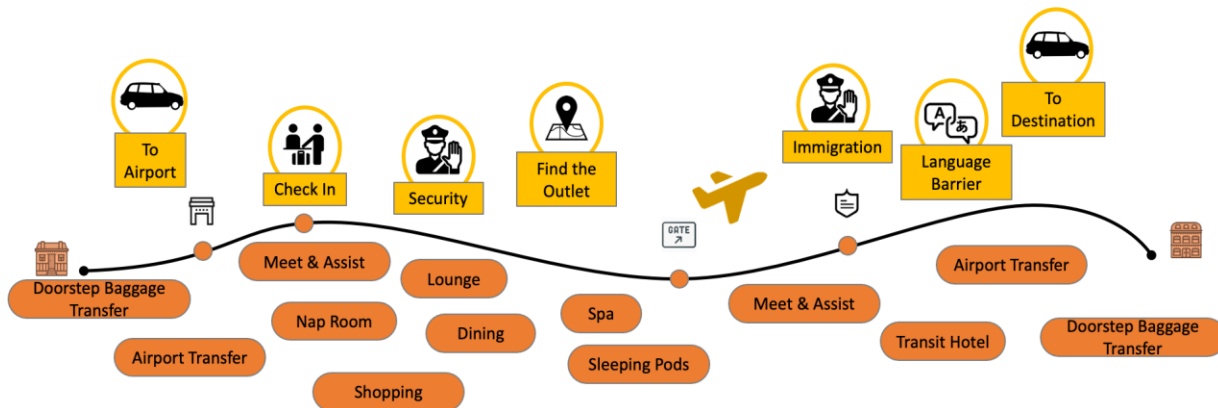 To
Airport
Check In
Security
Find the
Outlet
Immigration
A
あ
Language
Barrier
To
Destination
GATE
Doorstep Baggage
Transfer
Airport Transfer
Meet & Assist
Nap Room
Shopping
Lounge
Dining
Spa
Sleeping Pods
Meet & Assist
Airport Transfer
Transit Hotel
Doorstep Baggage
Transfer